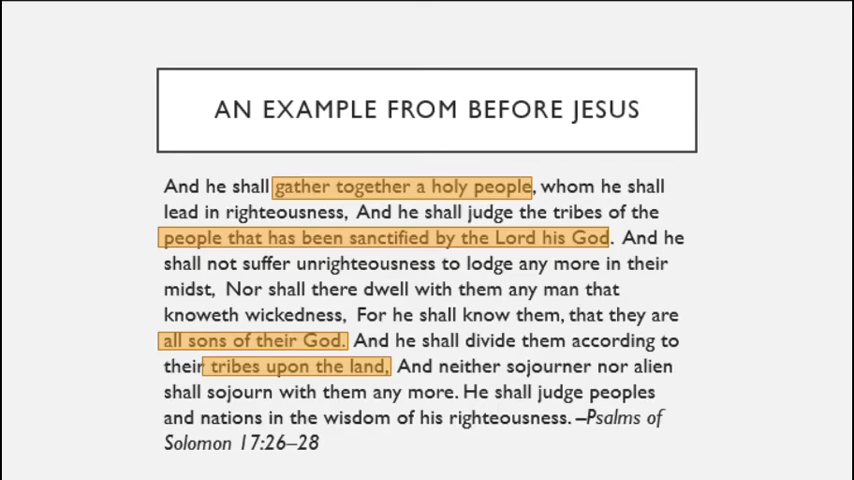 AN EXAMPLE FROM BEFORE JESUS
And he shall gather together a holy people, whom he shall
lead in righteousness, And he shall judge the tribes of the
people that has been sanctified by the Lord his God. And he
shall not suffer unrighteousness to lodge any more in their
midst, Nor shall there dwell with them any man that
knoweth wickedness, For he shall know them, that they are
all sons of their God. And he shall divide them according to
their tribes upon the land, And neither sojourner nor alien
shall sojourn with them any more. He shall judge peoples
and nations in the wisdom of his righteousness. –Psalms of
Solomon 17:26–28